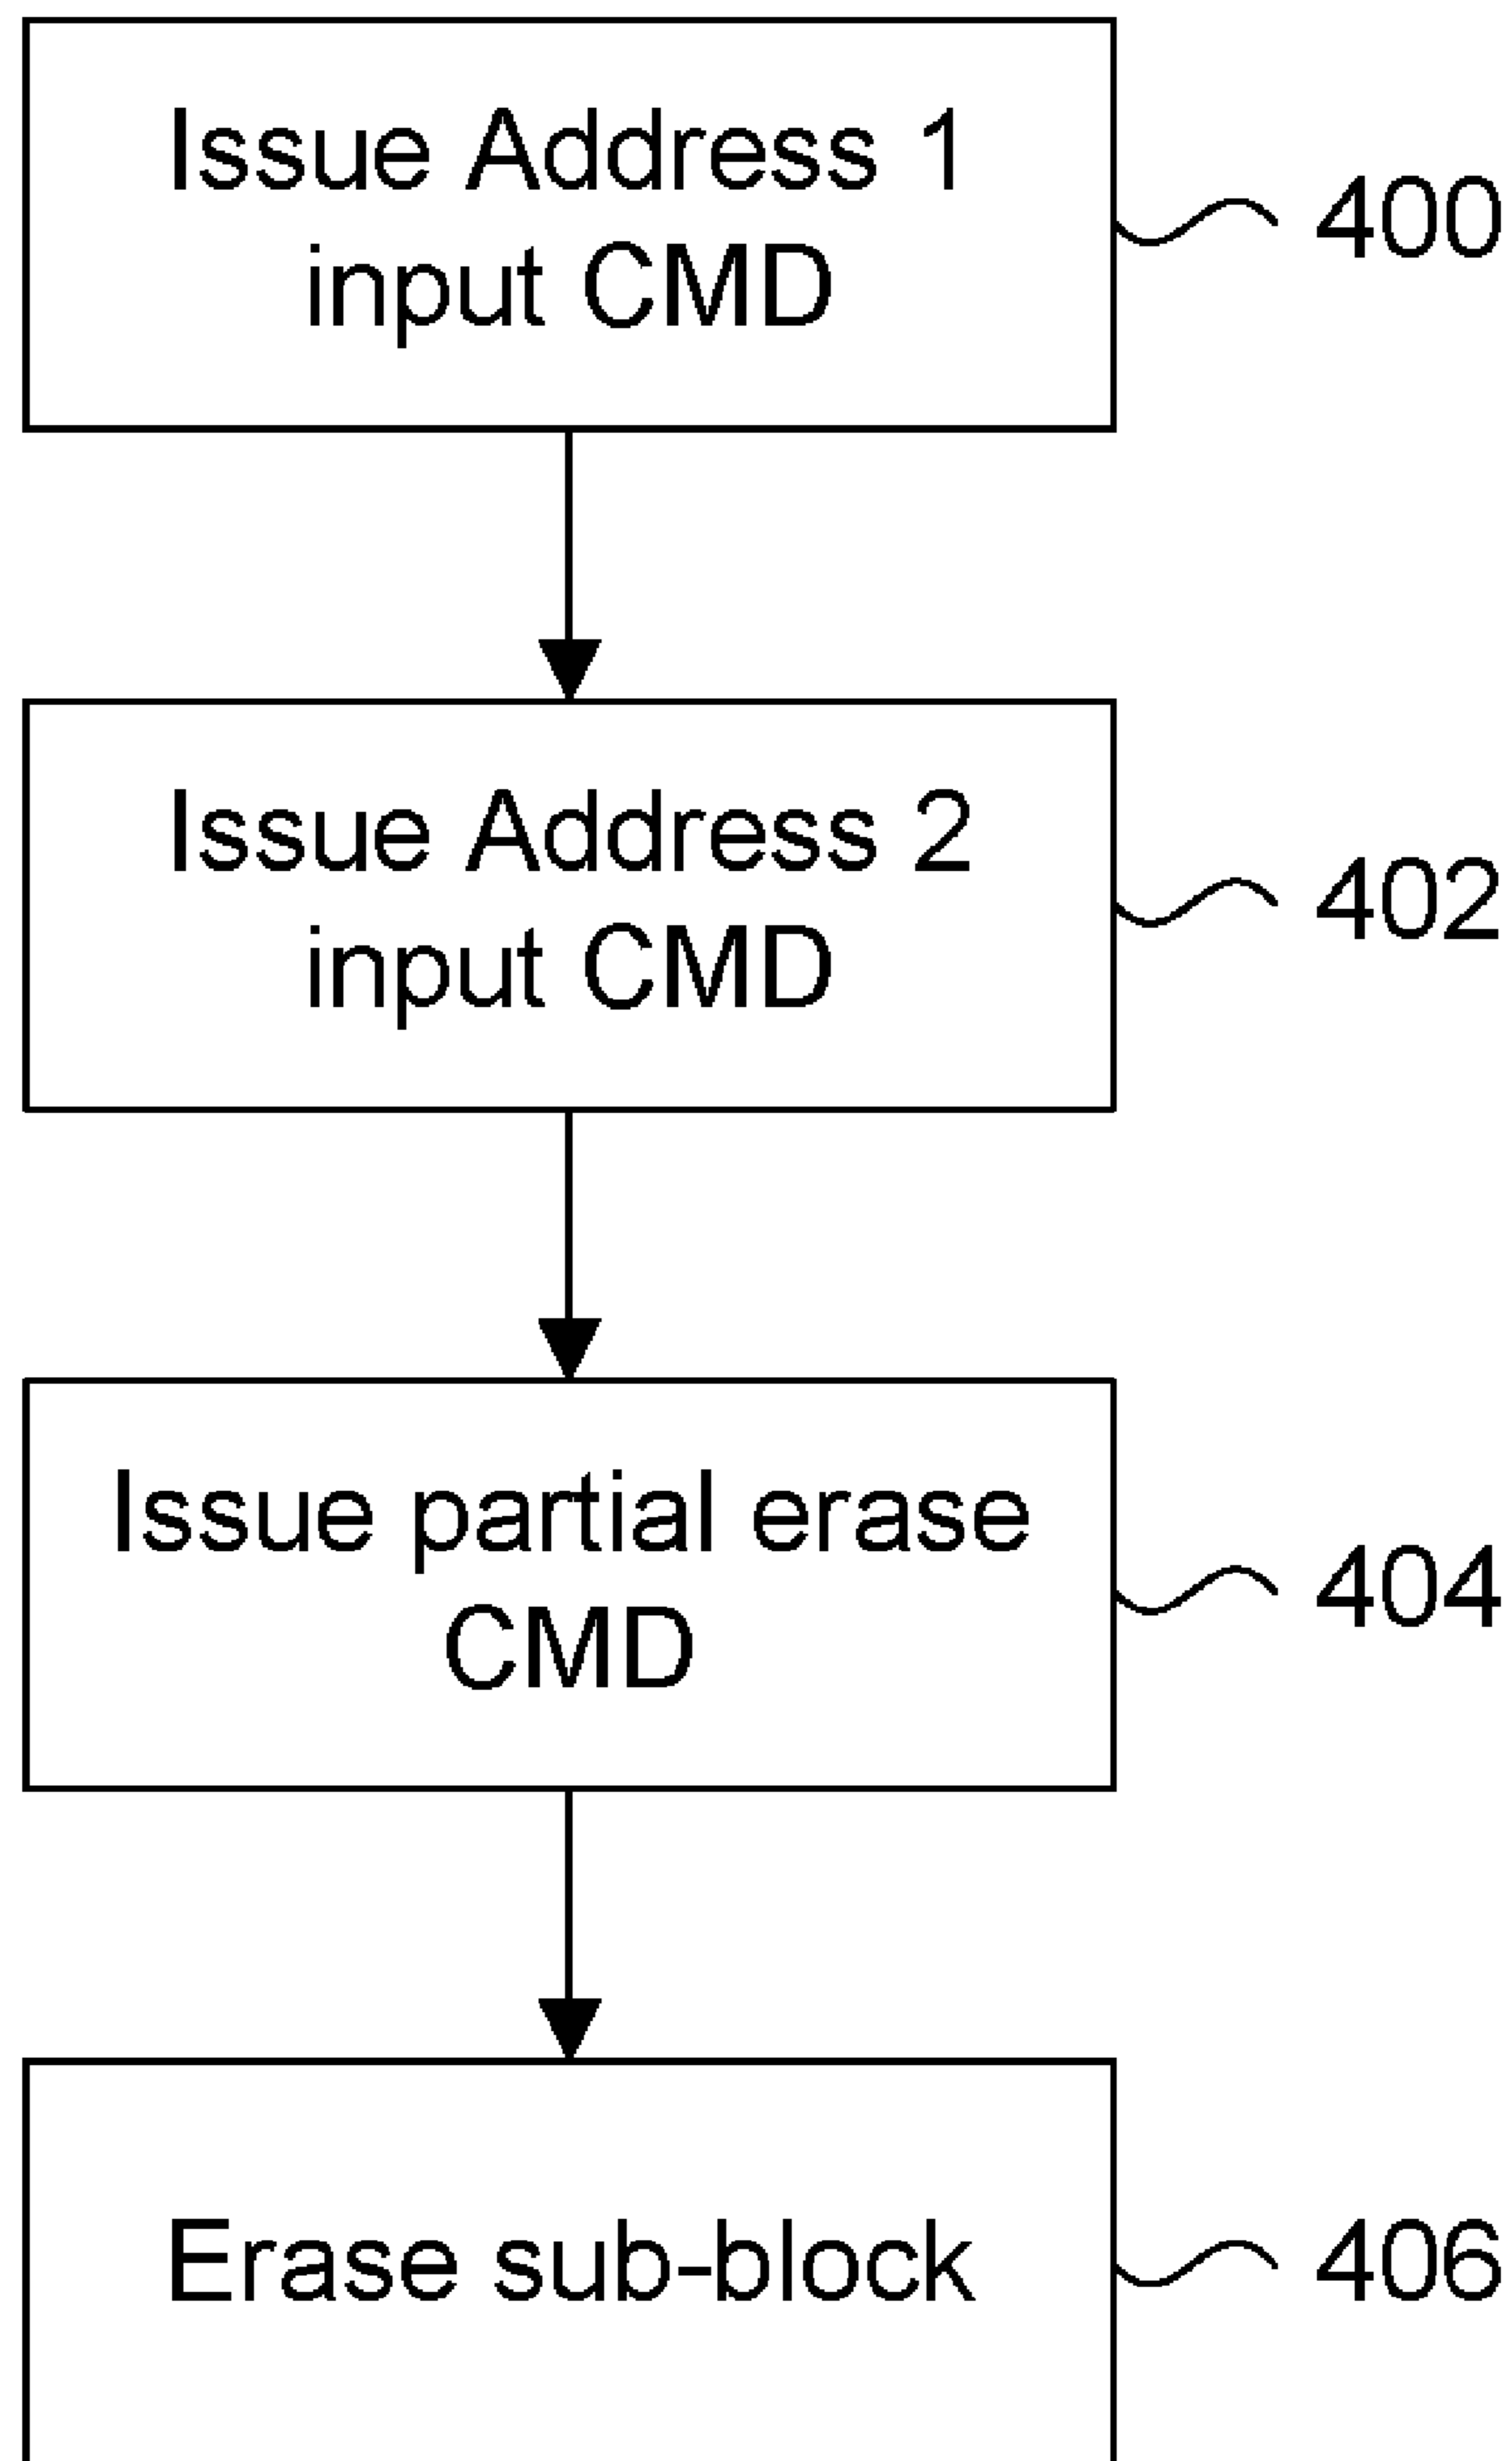 Issue Address 1
input CMD
400
Issue Address 2
input CMD
402
Issue partial erase
CMD
404
Erase sub-block
406